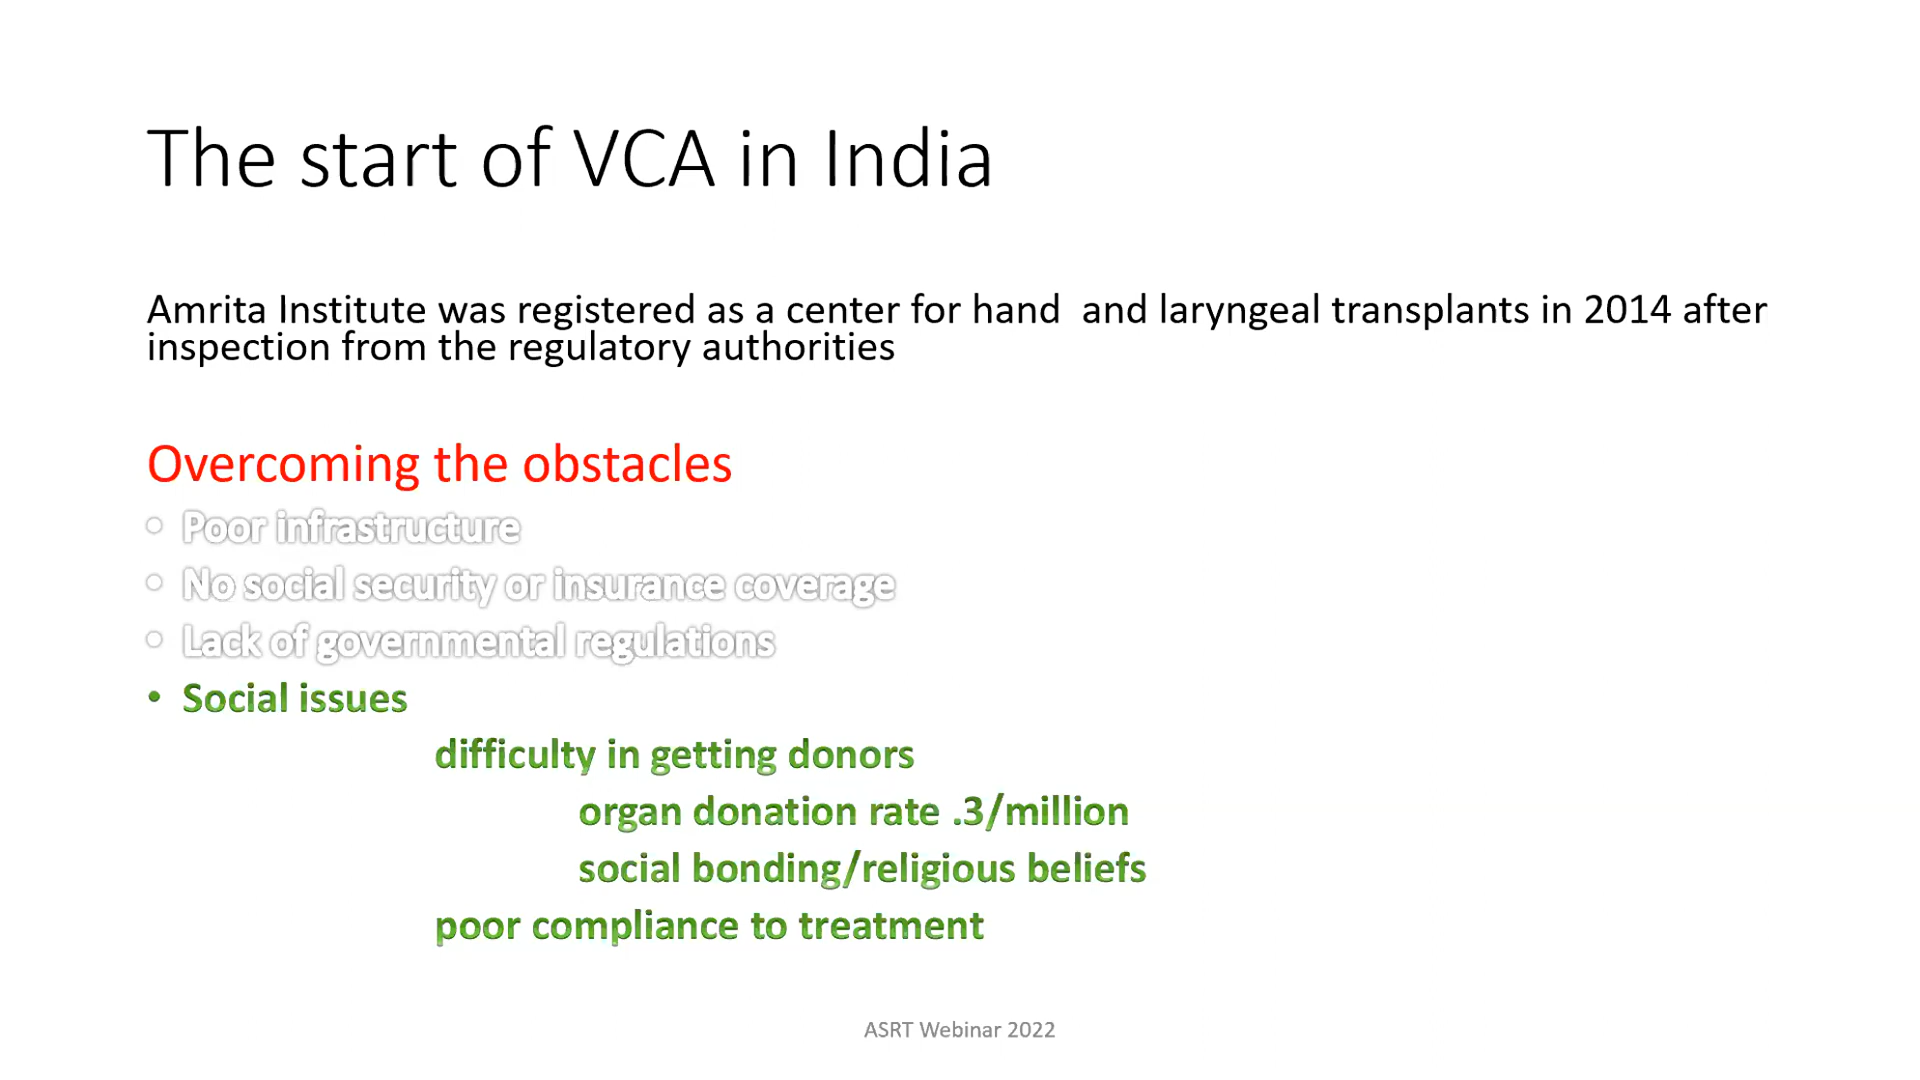 The start of VCA in India
Amrita Institute was registered as a center for hand  and laryngeal transplants in 2014 after
inspection from the regulatory authorities
Overcoming the obstacles
• Poor infrastructure
• No social security or insurance coverage
• Lack of governmental regulations
• Social issues
difficulty in getting donors
organ donation rate .3/million
social bonding/religious beliefs
poor compliance to treatment
ASRT Webinar 2022